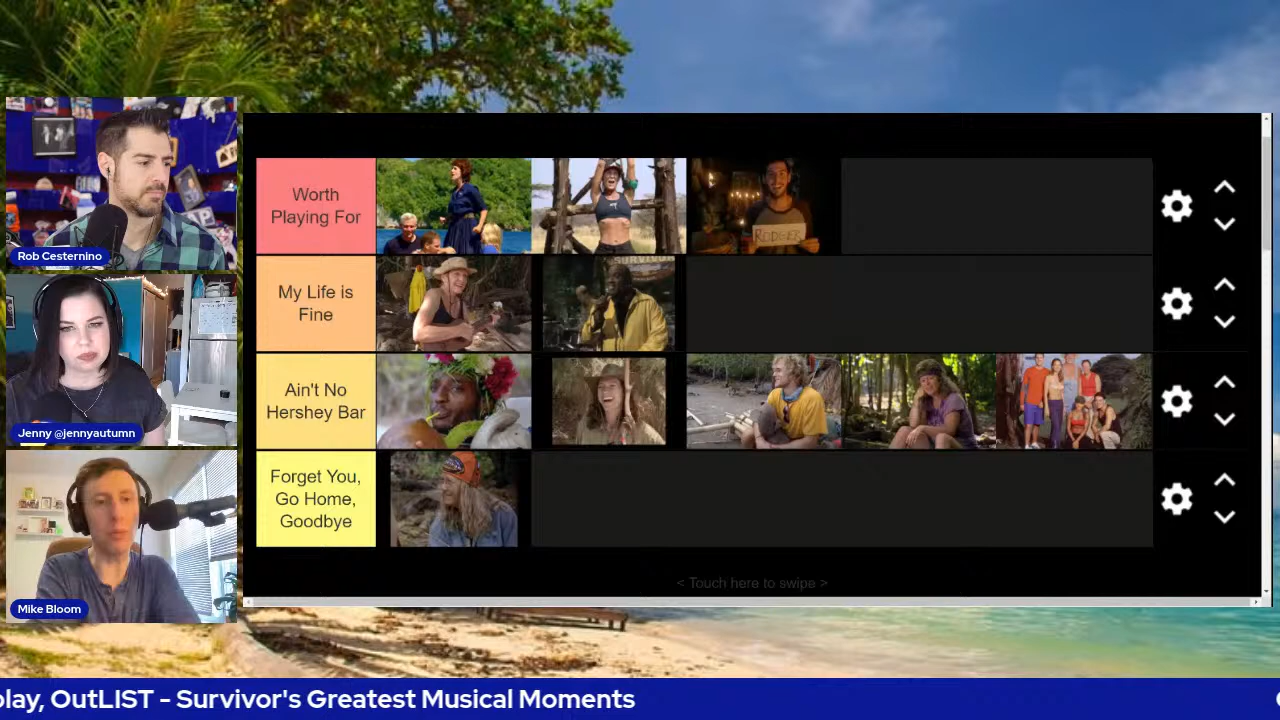 Worth
Playing For
RODGER
My Life is
Fine
Ain't No
Hershey Bar
Forget You,
Go Home,
Goodbye
< Touch here to swipe >
Rob Cesternino
Jenny @jennyautumn
Mike Bloom
play, OutLIST - Survivor's Greatest Musical Moments